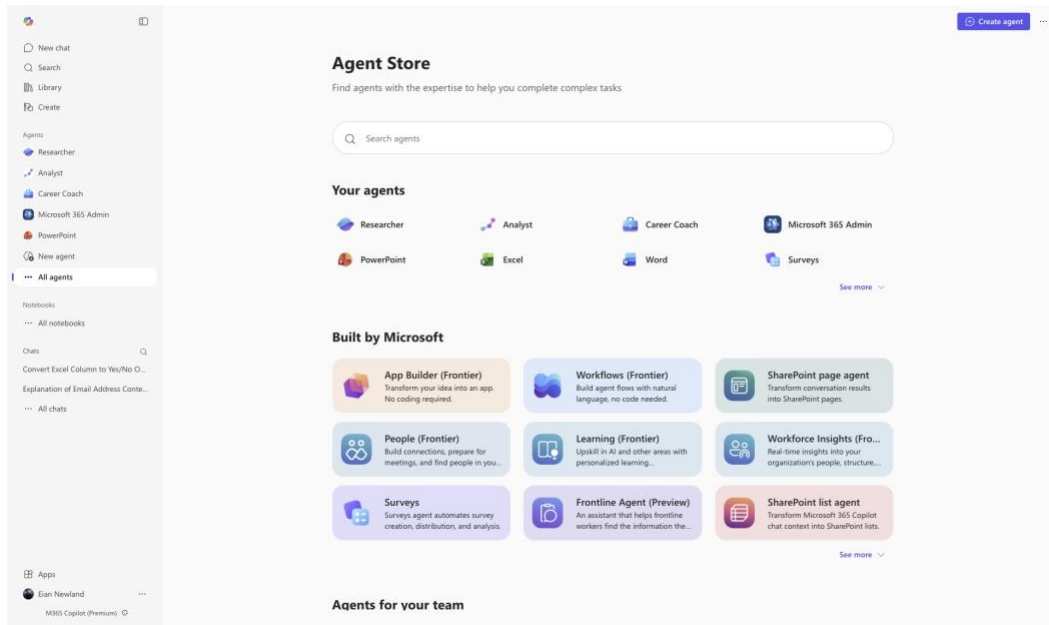 Create agent
New chat
Search
Library
Create
Agents
Researcher
Analyst
Career Coach
Microsoft 365 Admin
PowerPoint
New agent
All agents
Notebooks
All notebooks
Chats
Convert Excel Column to Yes/No O...
Explanation of Email Address Conte...
All chats
Apps
Eian Newland
M365 Copilot (Premium)
Agent Store
Find agents with the expertise to help you complete complex tasks
Search agents
Your agents
Researcher
Analyst
Career Coach
Microsoft 365 Admin
PowerPoint
Excel
Word
Surveys
See more
Built by Microsoft
App Builder (Frontier)
Transform your idea into an app.
No coding required.
Workflows (Frontier)
Build agent flows with natural
language, no code needed.
SharePoint page agent
Transform conversation results
into SharePoint pages.
People (Frontier)
Build connections, prepare for
meetings, and find people in you...
Learning (Frontier)
Upskill in AI and other areas with
personalized learning...
Workforce Insights (Fro...
Real-time insights into your
organization's people, structure,...
Surveys
Surveys agent automates survey
creation, distribution, and analysis.
Frontline Agent (Preview)
An assistant that helps frontline
workers find the information the...
SharePoint list agent
Transform Microsoft 365 Copilot
chat context into SharePoint lists.
See more
Agents for your team